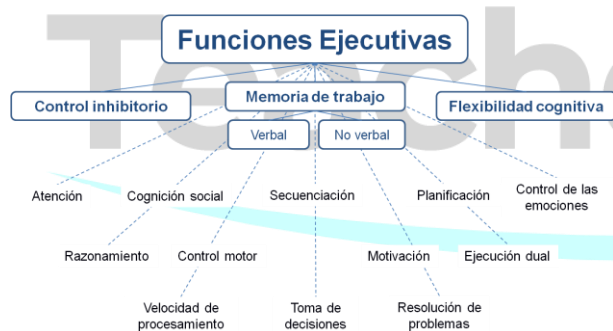 Funciones Ejecutivas
Control inhibitorio
Memoria de trabajo
Flexibilidad cognitiva
Verbal
No verbal
Atención
Cognición social
Secuenciación
Planificación
Control de las
emociones
Razonamiento
Control motor
Motivación
Ejecución dual
Velocidad de
procesamiento
Toma de
decisiones
Resolución de
problemas